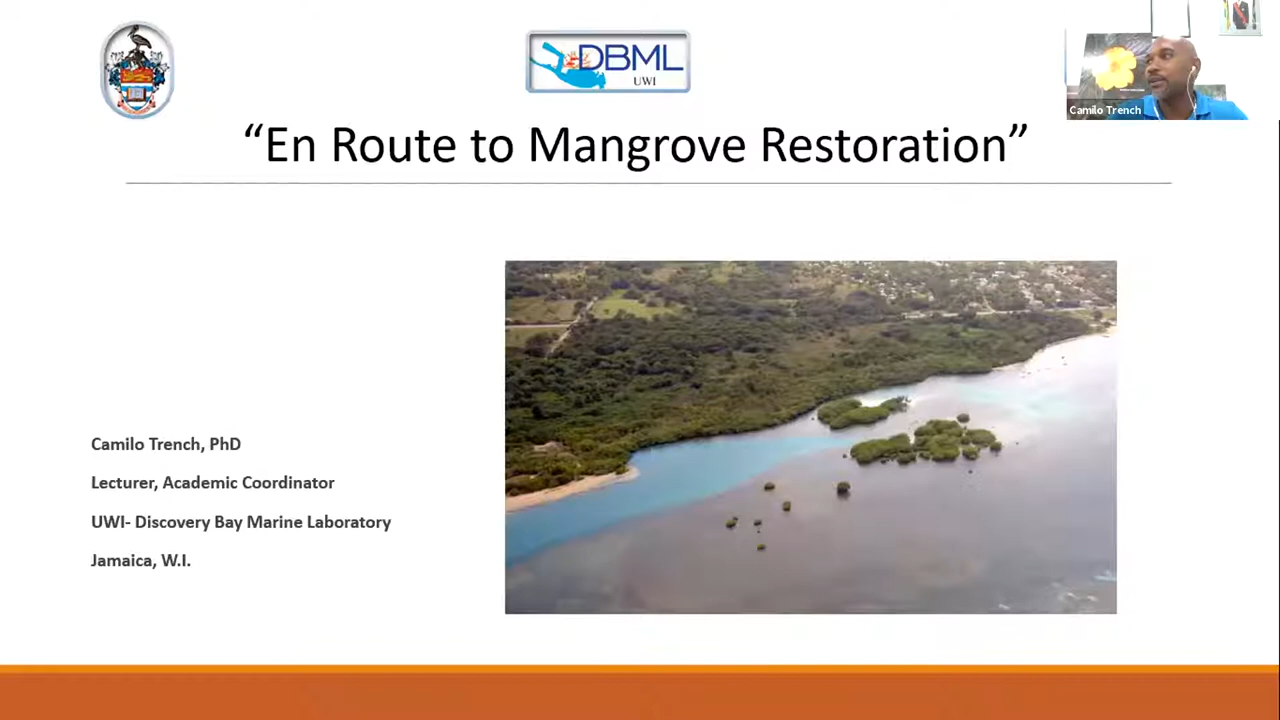 DBML
UWI
Camilo Trench
“En Route to Mangrove Restoration”
Camilo Trench, PhD
Lecturer, Academic Coordinator
UWI- Discovery Bay Marine Laboratory
Jamaica, W.I.